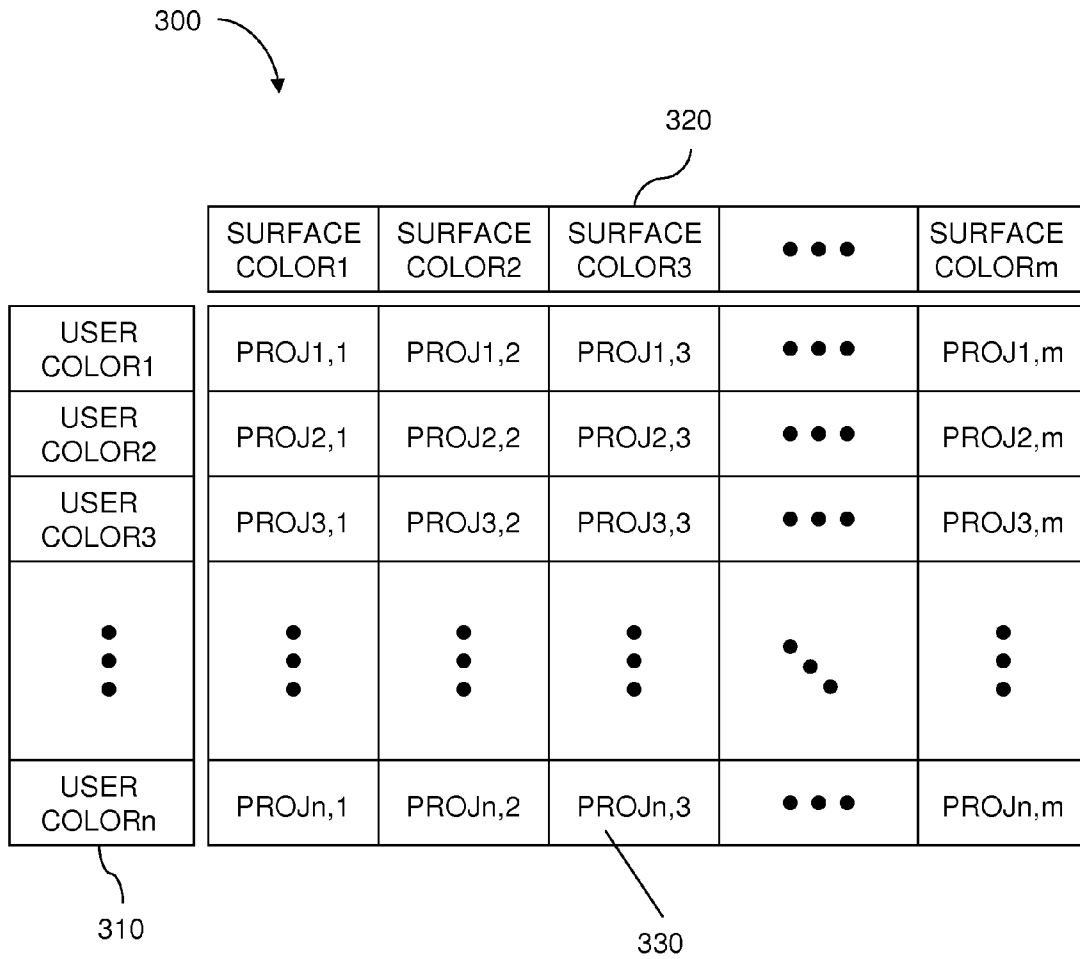 300
320
SURFACE SURFACE SURFACE SURFACE
COLOR1 COLOR2 COLOR3 ● ● ● COLORm
USER
COLOR1 PROJ1,1 PROJ1,2 PROJ1,3 ● ● ● PROJ1,m
USER
COLOR2 PROJ2,1 PROJ2,2 PROJ2,3 ● ● ● PROJ2,m
USER
COLOR3 PROJ3,1 PROJ3,2 PROJ3,3 ● ● ● PROJ3,m
USER
COLORn PROJn,1 PROJn,2 PROJn,3 ● ● ● PROJn,m
310
330